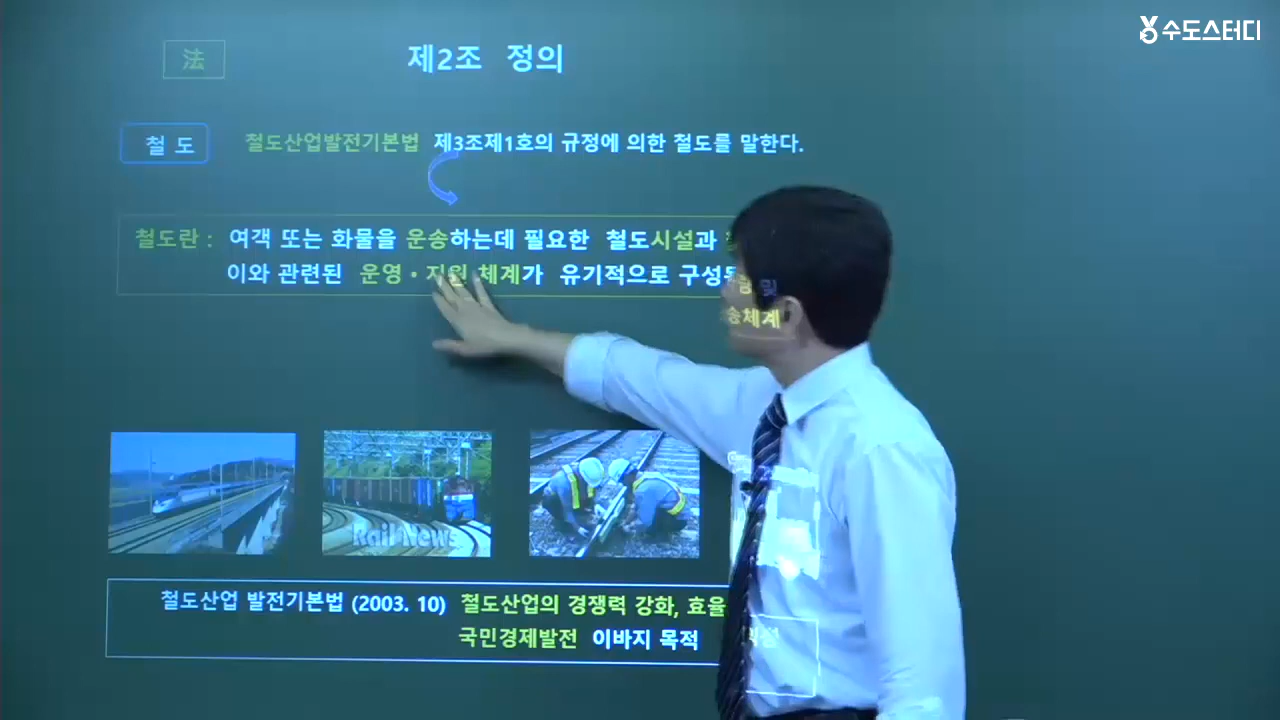 수도스터디
法
제2조 정의
철 도 철도산업발전기본법 제3조제1호의 규정에 의한 철도를 말한다.
철도란 : 여객 또는 화물을 운송하는데 필요한 철도시설과
이와 관련된 운영·지원 체계가 유기적으로 구성
및
송체계
Rail News
철도산업 발전기본법 (2003. 10) 철도산업의 경쟁력 강화, 효율
국민경제발전 이바지 목적